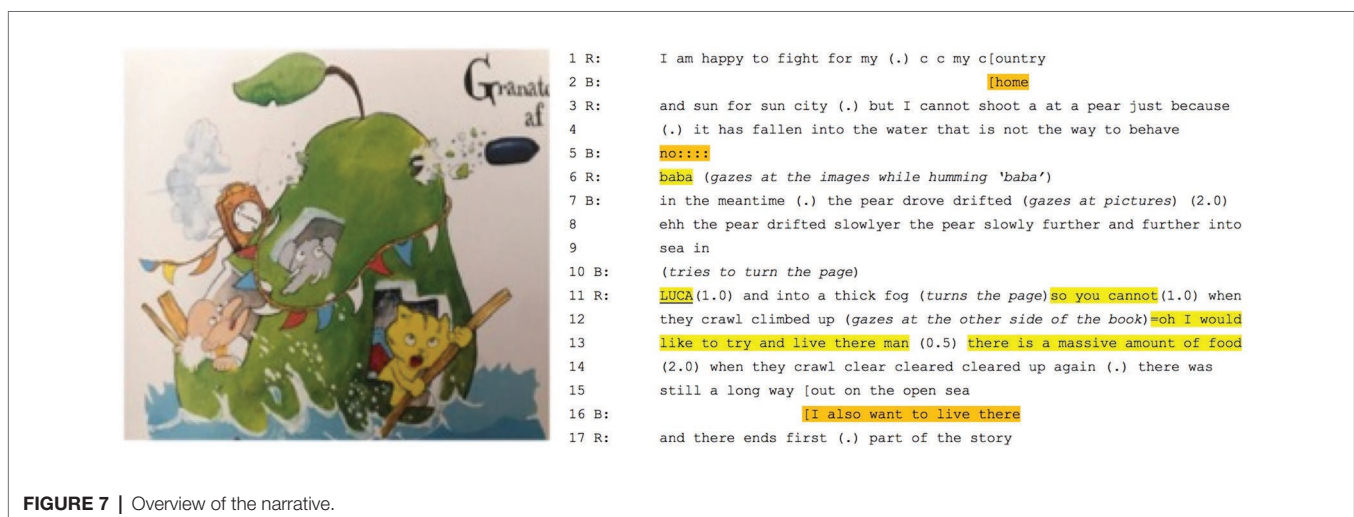 Granate
af
1 R: I am happy to fight for my (.) c c my c[ountry
2 B: [home
3 R: and sun for sun city (.) but I cannot shoot a at a pear just because
4 (.) it has fallen into the water that is not the way to behave
5 B: no::::
6 R: baba (gazes at the images while humming ‘baba’)
7 B: in the meantime (.) the pear drove drifted (gazes at pictures) (2.0)
8 ehh the pear drifted slowlyer the pear slowly further and further into
9 sea in
10 B: (tries to turn the page)
11 R: LUCA(1.0) and into a thick fog (turns the page)so you cannot(1.0) when
12 they crawl climbed up (gazes at the other side of the book)=oh I would
13 like to try and live there man (0.5) there is a massive amount of food
14 (2.0) when they crawl clear cleared cleared up again (.) there was
15 still a long way [out on the open sea
16 B: [I also want to live there
17 R: and there ends first (.) part of the story
FIGURE 7 | Overview of the narrative.